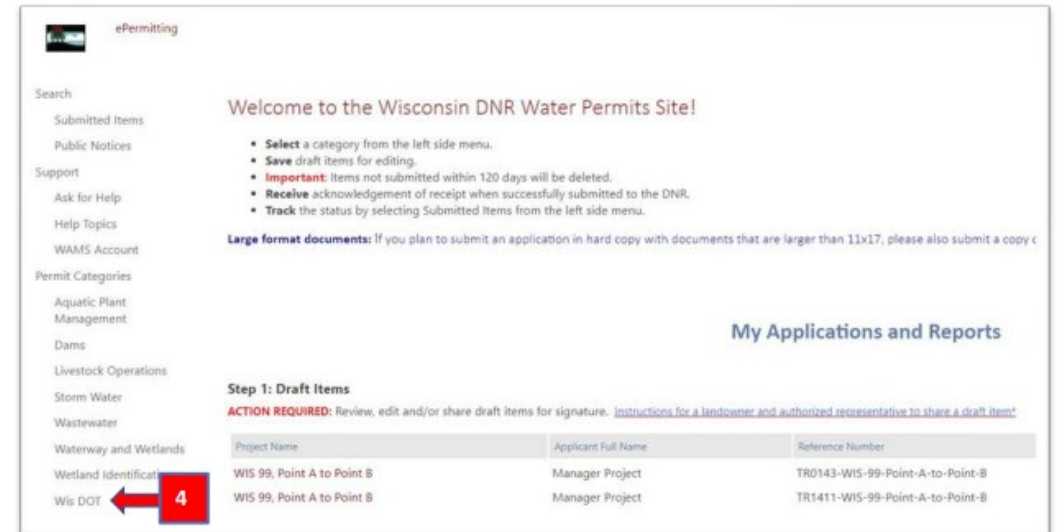 ePermitting
Search
Submitted Items
Public Notices
Support
Ask for Help
Help Topics
WAMS Account
Permit Categories
Aquatic Plant
Management
Dams
Livestock Operations
Storm Water
Wastewater
Waterway and Wetlands
Wetland Identificati
Wis DOT
4
Welcome to the Wisconsin DNR Water Permits Site!
• Select a category from the left side menu.
• Save draft items for editing.
• Important: Items not submitted within 120 days will be deleted.
• Receive acknowledgement of receipt when successfully submitted to the DNR.
• Track the status by selecting Submitted Items from the left side menu.
Large format documents: If you plan to submit an application in hard copy with documents that are larger than 11x17, please also submit a copy
My Applications and Reports
Step 1: Draft Items
ACTION REQUIRED: Review, edit and/or share draft items for signature. Instructions for a landowner and authorized representative to share a draft item*
Project Name Applicant Full Name Reference Number
WIS 99, Point A to Point B Manager Project TR0143-WIS-99-Point-A-to-Point-B
WIS 99, Point A to Point B Manager Project TR1411-WIS-99-Point-A-to-Point-B